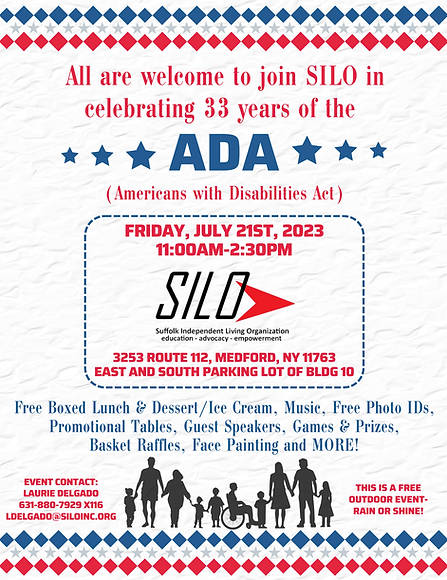 All are welcome to join SILO in
celebrating 33 years of the
ADA
(Americans with Disabilities Act)
FRIDAY, JULY 21ST, 2023
11:00AM-2:30PM
SILO
Suffolk Independent Living Organization
education - advocacy - empowerment
3253 ROUTE 112, MEDFORD, NY 11763
EAST AND SOUTH PARKING LOT OF BLDG 10
Free Boxed Lunch & Dessert/Ice Cream, Music, Free Photo IDs,
Promotional Tables, Guest Speakers, Games & Prizes,
Basket Raffles, Face Painting and MORE!
EVENT CONTACT:
LAURIE DELGADO
631-880-7929 X116
LDELGADO@SILOINC.ORG
THIS IS A FREE
OUTDOOR EVENT-
RAIN OR SHINE!